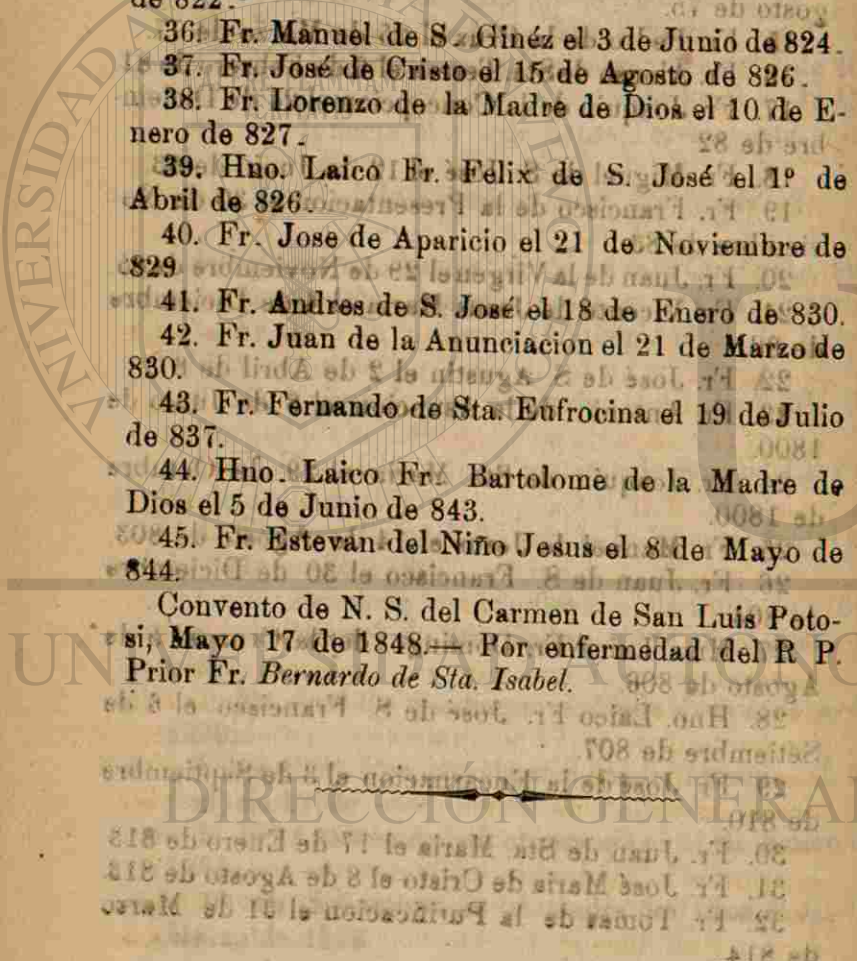 de 822.
36. Fr. Manuel de S. Ginéz el 3 de Junio de 824.
37. Fr. José de Cristo el 15 de Agosto de 826.
38. Fr. Lorenzo de la Madre de Dios el 10 de E-
nero de 827.
39. Hno. Laico Fr. Felix de S. José el 1º de
Abril de 826.
40. Fr. Jose de Aparicio el 21 de Noviembre de
829
41. Fr. Andres de S. José el 18 de Enero de 830.
42. Fr. Juan de la Anunciacion el 21 de Marzo de
830.
43. Fr. Fernando de Sta. Eufrocina el 19 de Julio
de 837.
44. Hno. Laico Fr. Bartolome de la Madre de
Dios el 5 de Junio de 843.
45. Fr. Estevan del Niño Jesus el 8 de Mayo de
844.
Convento de N. S. del Carmen de San Luis Poto-
si, Mayo 17 de 1848.— Por enfermedad del R P.
Prior Fr. Bernardo de Sta. Isabel.
DIRECCIÓN GENERAL